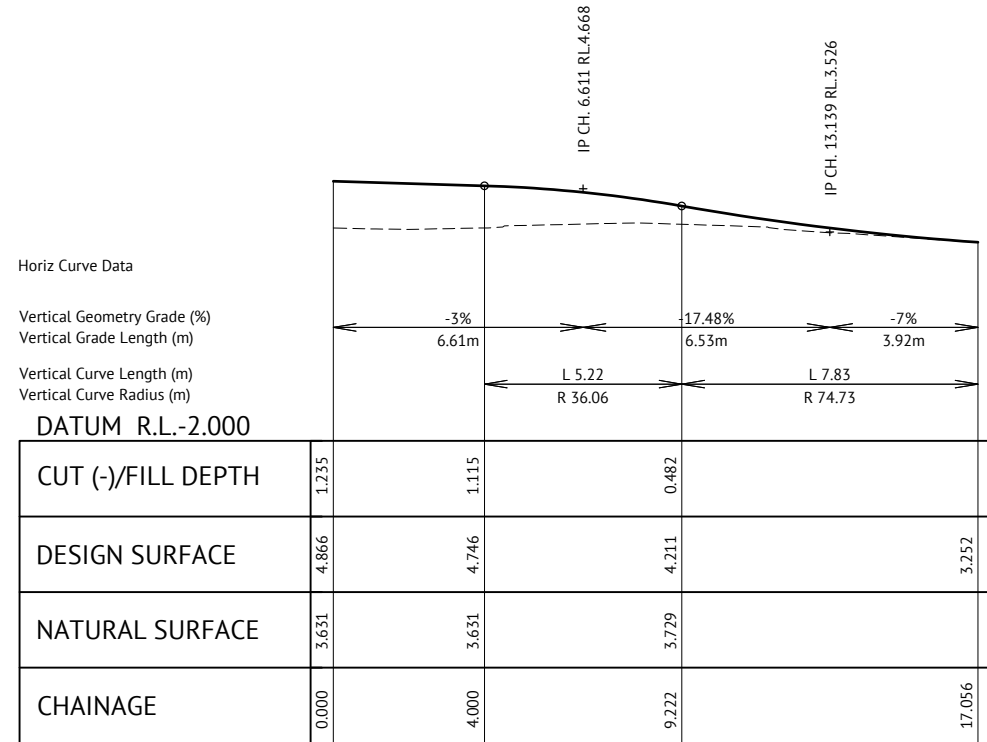 IP CH. 6.611 RL.4.668
IP CH. 13.139 RL.3.526
Horiz Curve Data
Vertical Geometry Grade (%)
-3%
-17.48%
-7%
Vertical Grade Length (m)
6.61m
6.53m
3.92m
Vertical Curve Length (m)
L 5.22
L 7.83
Vertical Curve Radius (m)
R 36.06
R 74.73
DATUM R.L.-2.000
CUT (-)/FILL DEPTH
1.235
1.115
0.482
DESIGN SURFACE
4.866
4.746
4.211
3.252
NATURAL SURFACE
3.631
3.631
3.729
CHAINAGE
0.000
4.000
9.222
17.056